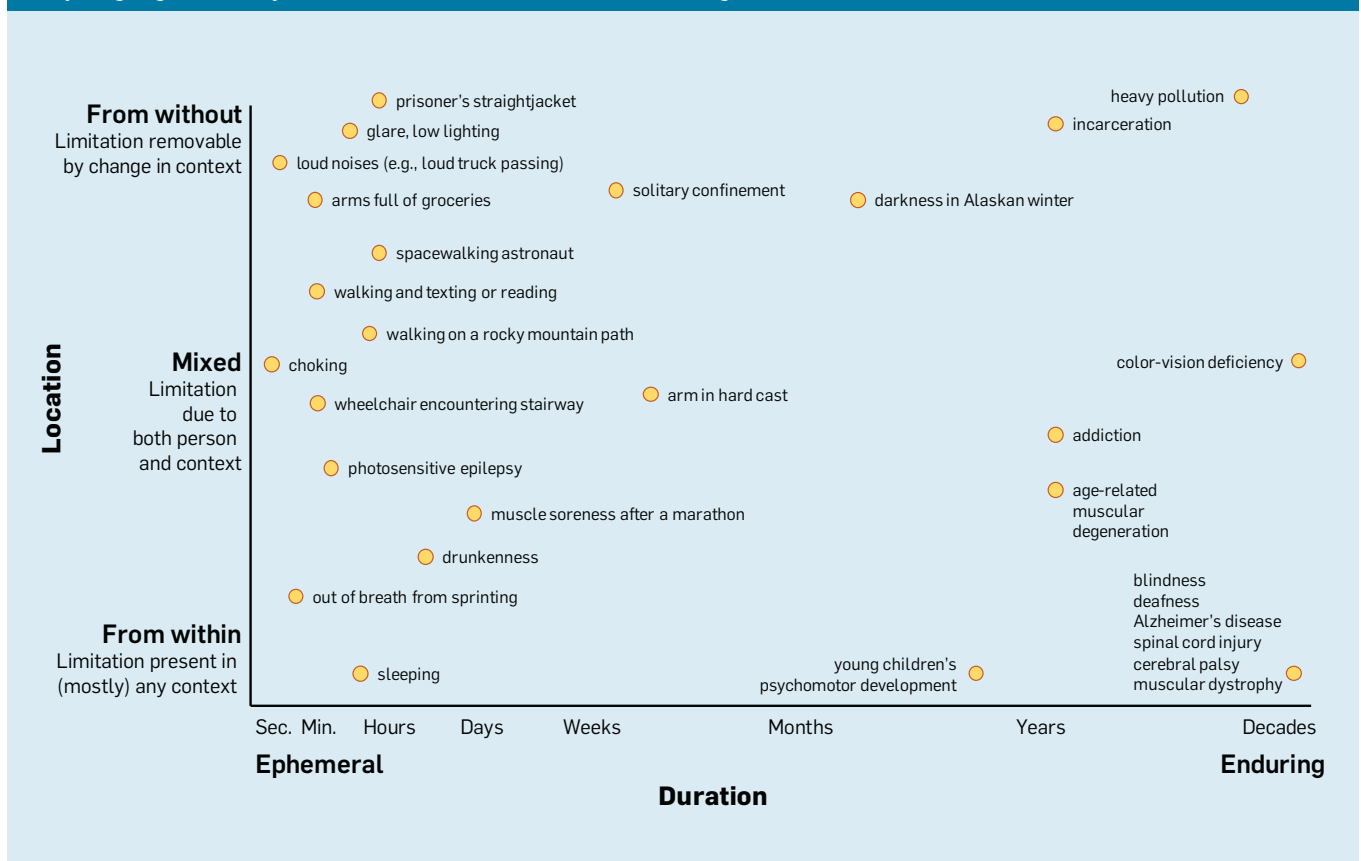 prisoner's straightjacket
heavy pollution
From without
Limitation removable
by change in context
glare, low lighting
incarceration
loud noises (e.g., loud truck passing)
solitary confinement
arms full of groceries
darkness in Alaskan winter
spacewalking astronaut
walking and texting or reading
walking on a rocky mountain path
Location
Mixed
Limitation
due to
both person
and context
choking
color-vision deficiency
arm in hard cast
wheelchair encountering stairway
addiction
photosensitive epilepsy
age-related
muscular
degeneration
muscle soreness after a marathon
drunkenness
out of breath from sprinting
blindness
deafness
Alzheimer's disease
spinal cord injury
cerebral palsy
muscular dystrophy
From within
Limitation present in
(mostly) any context
sleeping
young children's
psychomotor development
Sec. Min. Hours Days Weeks Months Years Decades
Ephemeral
Enduring
Duration